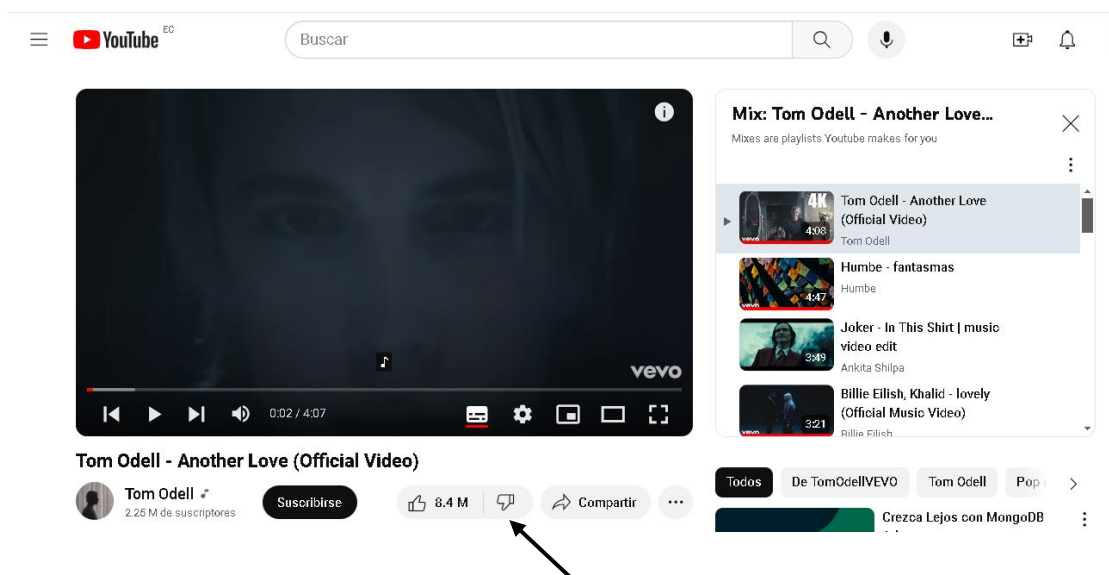 YouTube EC
Buscar
vevo
0:02 / 4:07
Tom Odell - Another Love (Official Video)
Tom Odell
2.25 M de suscriptores
Suscribirse
8.4 M
Compartir
Mix: Tom Odell - Another Love...
Mixes are playlists Youtube makes for you
4K
4:08
vevo
Tom Odell - Another Love
(Official Video)
Tom Odell
4:47
vevo
Humbe - fantasmas
Humbe
3:49
Joker - In This Shirt | music
video edit
Ankita Shilpa
3:21
vevo
Billie Eilish, Khalid - lovely
(Official Music Video)
Billie Eilish
Todos
De TomOdellVEVO
Tom Odell
Pop
Crezca Lejos con MongoDB